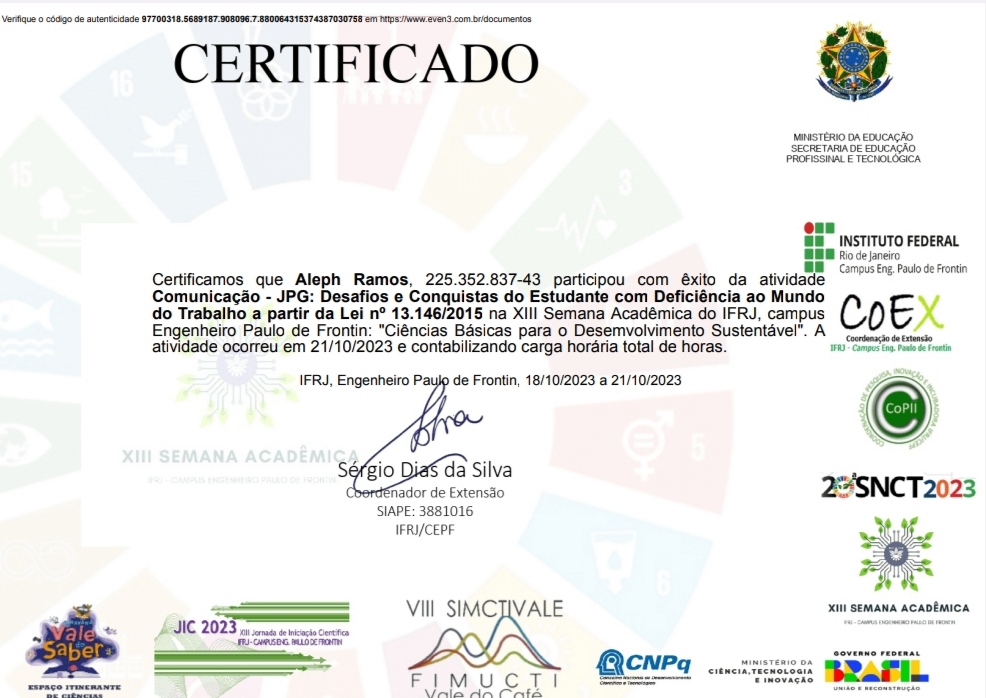 Verifique o código de autenticidade 97700318.5689187.908096.7.880064315374387030758 em https://www.even3.com.br/documentos
CERTIFICADO
MINISTÉRIO DA EDUCAÇÃO
SECRETARIA DE EDUCAÇÃO
PROFISSINAL E TECNOLÓGICA
16
15
3
INSTITUTO FEDERAL
Rio de Janeiro
Campus Eng. Paulo de Frontin
Certificamos que Aleph Ramos, 225.352.837-43 participou com êxito da atividade
Comunicação - JPG: Desafios e Conquistas do Estudante com Deficiência ao Mundo
do Trabalho a partir da Lei nº 13.146/2015 na XIII Semana Acadêmica do IFRJ, campus
Engenheiro Paulo de Frontin: "Ciências Básicas para o Desenvolvimento Sustentável". A
atividade ocorreu em 21/10/2023 e contabilizando carga horária total de horas.
CoEX
Coordenação de Extensão
IFRJ - Campus Eng. Paulo de Frontin
IFRJ, Engenheiro Paulo de Frontin, 18/10/2023 a 21/10/2023
CoPII
5
XIII SEMANA ACADÊMICA
IFRJ - CAMPUS ENGENHEIRO PAULO DE FRONTIN
Sérgio Dias da Silva
Coordenador de Extensão
SIAPE: 3881016
IFRJ/CEPF
SNCT2023
6
XIII SEMANA ACADÊMICA
IFRJ - CAMPUS ENGENHEIRO PAULO DE FRONTIN
Vale do Saber
ESPAÇO ITINERANTE
DE CIÊNCIAS
JIC 2023 XIII Jornada de Iniciação Científica
IFRJ - CAMPUS ENG. PAULO DE FRONTIN
VIII SIMCTIVALE
FIMUCTI
Vale do Café
CNPq
Conselho Nacional de Desenvolvimento
Científico e Tecnológico
MINISTÉRIO DA
CIÊNCIA, TECNOLOGIA
E INOVAÇÃO
GOVERNO FEDERAL
BRASIL
UNIÃO E RECONSTRUÇÃO